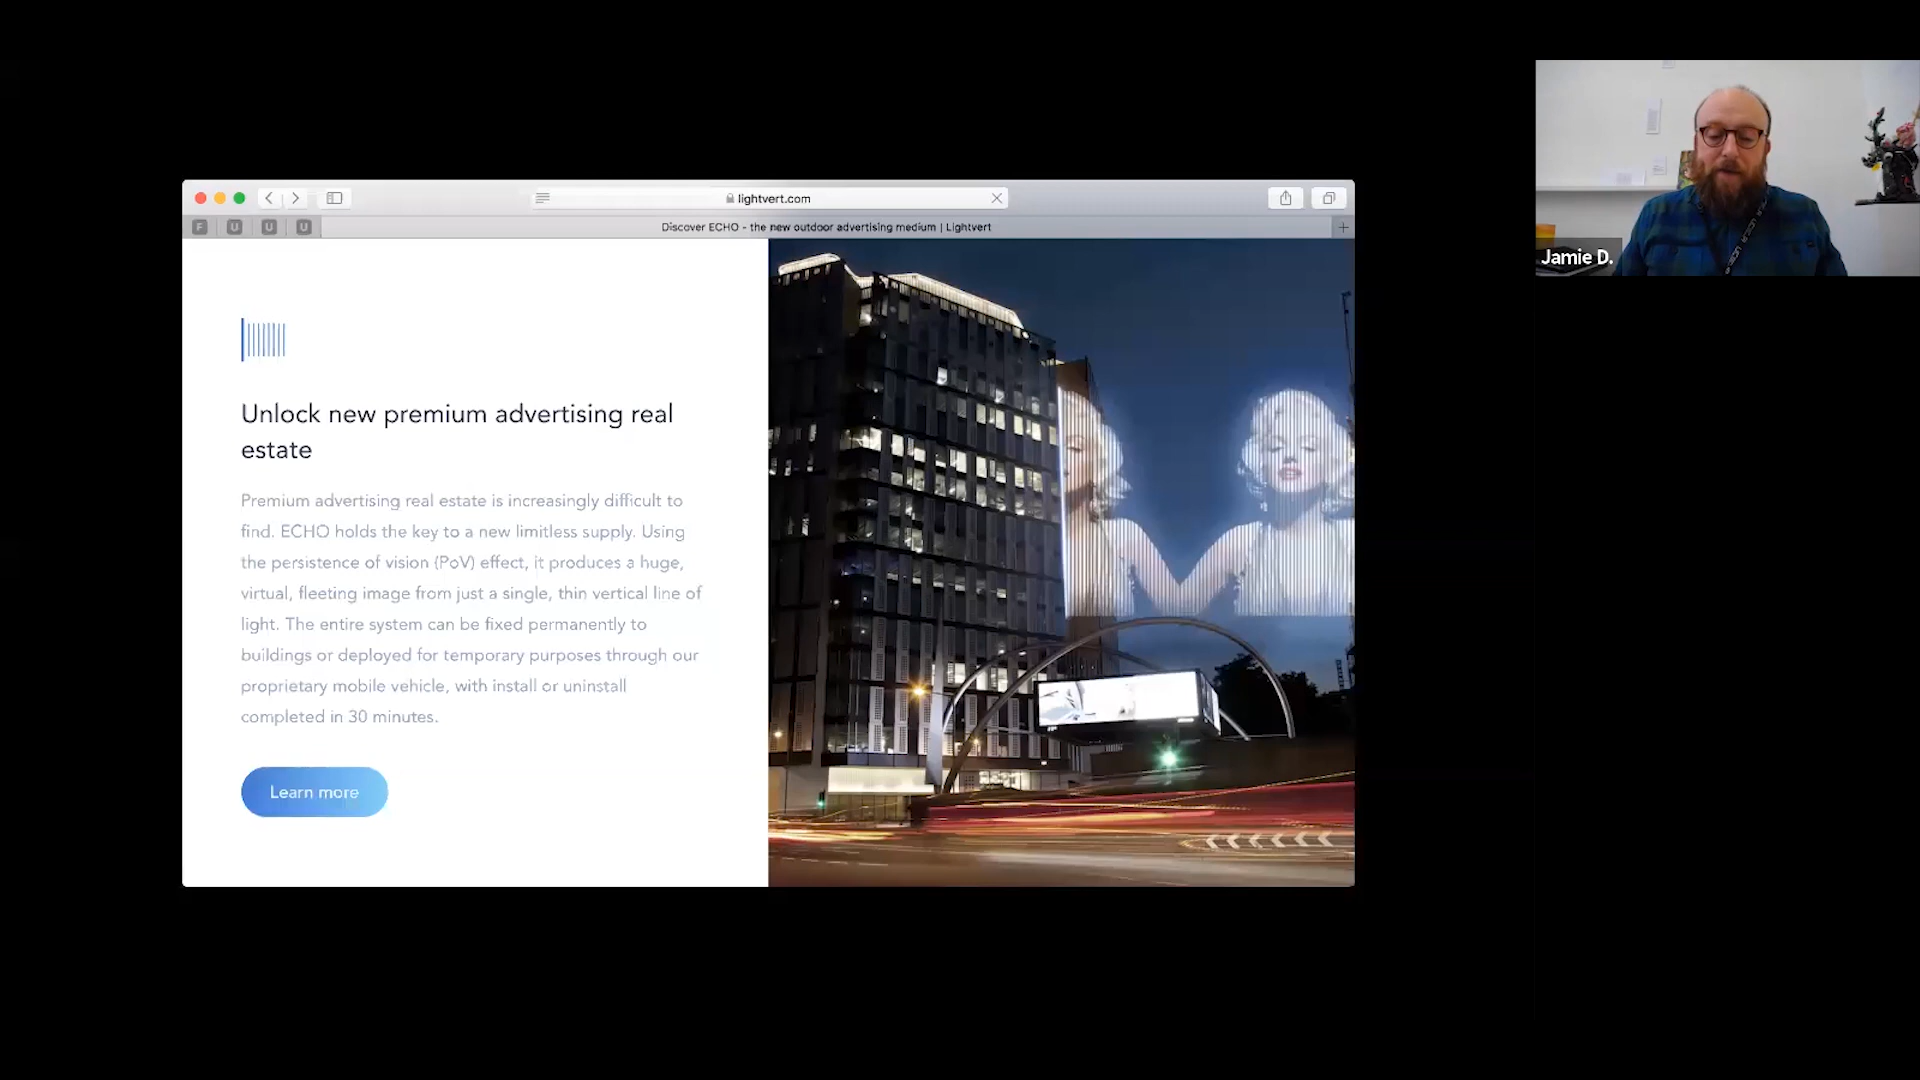 lightvert.com
F U U U
Discover ECHO - the new outdoor advertising medium | Lightvert
Unlock new premium advertising real
estate
Premium advertising real estate is increasingly difficult to
find. ECHO holds the key to a new limitless supply. Using
the persistence of vision (PoV) effect, it produces a huge,
virtual, fleeting image from just a single, thin vertical line of
light. The entire system can be fixed permanently to
buildings or deployed for temporary purposes through our
proprietary mobile vehicle, with install or uninstall
completed in 30 minutes.
Learn more
Jamie D.